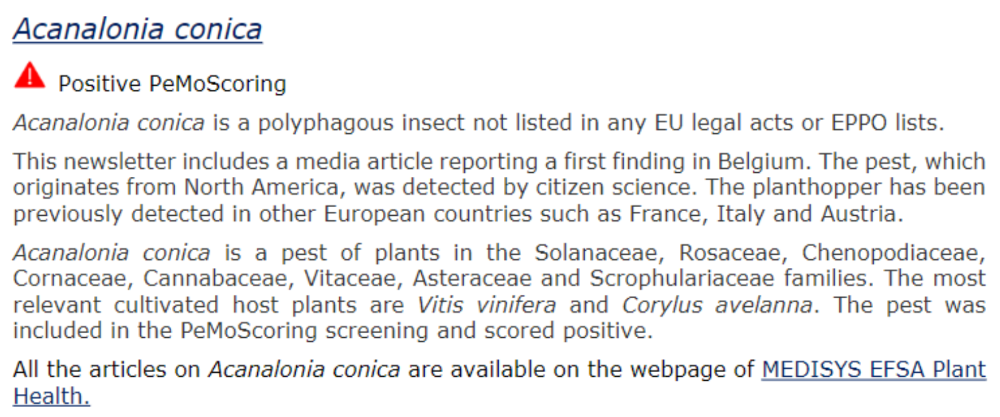 Acanalonia conica
Positive PeMoScoring
Acanalonia conica is a polyphagous insect not listed in any EU legal acts or EPPO lists.
This newsletter includes a media article reporting a first finding in Belgium. The pest, which
originates from North America, was detected by citizen science. The planthopper has been
previously detected in other European countries such as France, Italy and Austria.
Acanalonia conica is a pest of plants in the Solanaceae, Rosaceae, Chenopodiaceae,
Cornaceae, Cannabaceae, Vitaceae, Asteraceae and Scrophulariaceae families. The most
relevant cultivated host plants are Vitis vinifera and Corylus avelanna. The pest was
included in the PeMoScoring screening and scored positive.
All the articles on Acanalonia conica are available on the webpage of MEDISYS EFSA Plant
Health.